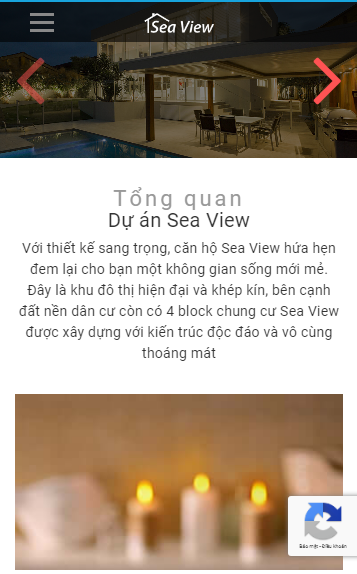 Sea View
Tổng quan
Dự án Sea View
Với thiết kế sang trọng, căn hộ Sea View hứa hẹn
đem lại cho bạn một không gian sống mới mẻ.
Đây là khu đô thị hiện đại và khép kín, bên cạnh
đất nền dân cư còn có 4 block chung cư Sea View
được xây dựng với kiến trúc độc đáo và vô cùng
thoáng mát
Bảo mật - Điều khoản